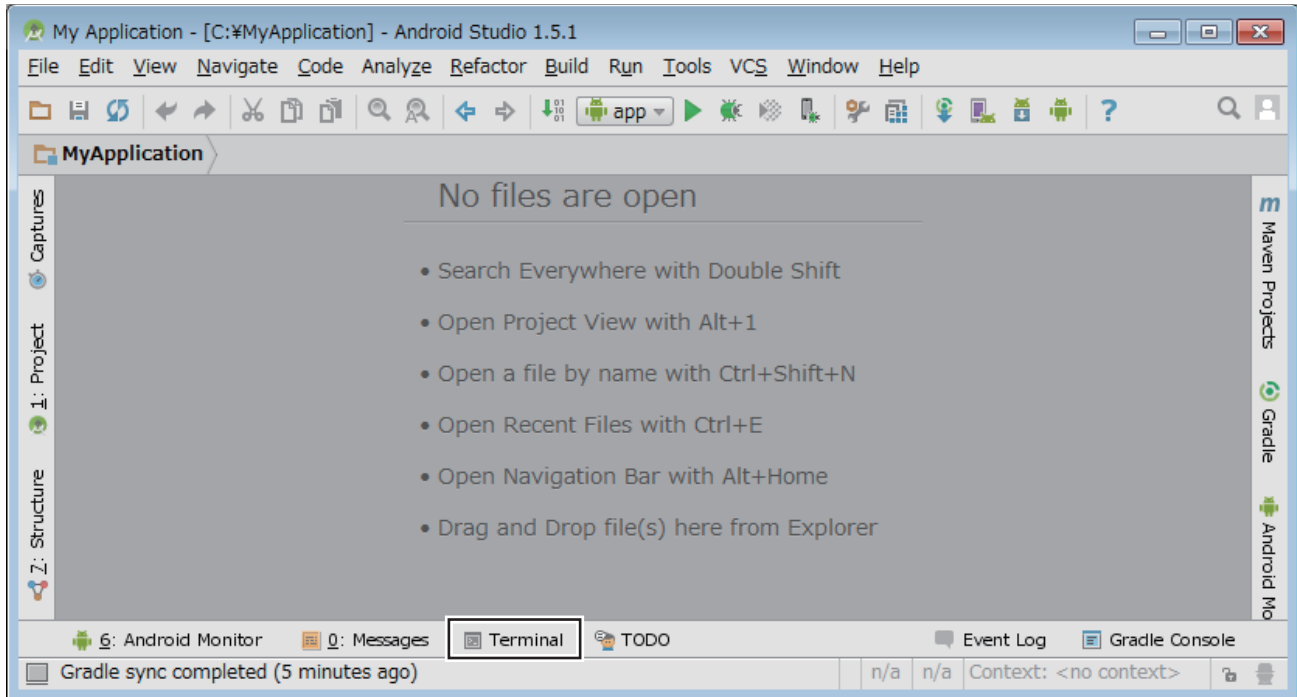 My Application - [C:¥MyApplication] - Android Studio 1.5.1
File Edit View Navigate Code Analyze Refactor Build Run Tools VCS Window Help
app ?
MyApplication
Captures
1: Project
7: Structure
No files are open
• Search Everywhere with Double Shift
• Open Project View with Alt+1
• Open a file by name with Ctrl+Shift+N
• Open Recent Files with Ctrl+E
• Open Navigation Bar with Alt+Home
• Drag and Drop file(s) here from Explorer
m Maven Projects
Gradle
Android Mo
6: Android Monitor 0: Messages Terminal TODO Event Log Gradle Console
Gradle sync completed (5 minutes ago) n/a n/a Context: <no context>